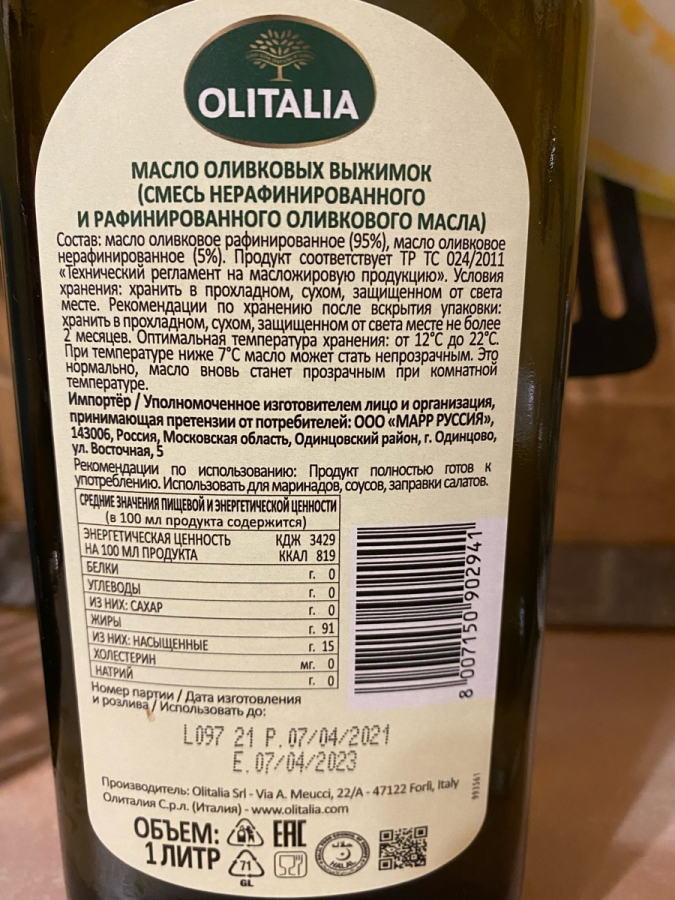 OLITALIA
МАСЛО ОЛИВКОВЫХ ВЫЖИМОК
(СМЕСЬ НЕРАФИНИРОВАННОГО
И РАФИНИРОВАННОГО ОЛИВКОВОГО МАСЛА)
Состав: масло оливковое рафинированное (95%), масло оливковое
нерафинированное (5%). Продукт соответствует ТР ТС 024/2011
«Технический регламент на масложировую продукцию». Условия
хранения: хранить в прохладном, сухом, защищенном от света
месте. Рекомендации по хранению после вскрытия упаковки:
хранить в прохладном, сухом, защищенном от света месте не более
2 месяцев. Оптимальная температура хранения: от 12°C до 22°C.
При температуре ниже 7°C масло может стать непрозрачным. Это
нормально, масло вновь станет прозрачным при комнатной
температуре.
Импортёр / Уполномоченное изготовителем лицо и организация,
принимающая претензии от потребителей: ООО «МАРР РУССИЯ»,
143006, Россия, Московская область, Одинцовский район, г. Одинцово,
ул. Восточная, 5
Рекомендации по использованию: Продукт полностью готов к
употреблению. Использовать для маринадов, соусов, заправки салатов.
СРЕДНИЕ ЗНАЧЕНИЯ ПИЩЕВОЙ И ЭНЕРГЕТИЧЕСКОЙ ЦЕННОСТИ
(в 100 мл продукта содержится)
ЭНЕРГЕТИЧЕСКАЯ ЦЕННОСТЬ КДЖ 3429
НА 100 МЛ ПРОДУКТА ККАЛ 819
БЕЛКИ г. 0
УГЛЕВОДЫ г. 0
ИЗ НИХ: САХАР г. 0
ЖИРЫ г. 91
ИЗ НИХ: НАСЫЩЕННЫЕ г. 15
ХОЛЕСТЕРИН мг. 0
НАТРИЙ г. 0
8 007150 902941
Номер партии / Дата изготовления
и розлива / Использовать до:
L097 21 P. 07/04/2021
E. 07/04/2023
Производитель: Olitalia Srl - Via A. Meucci, 22/A - 47122 Forlì, Italy
Олиталия С.р.л. (Италия) - www.olitalia.com
993561
ОБЪЕМ:
1 ЛИТР
EAC
71
GL
HALAL